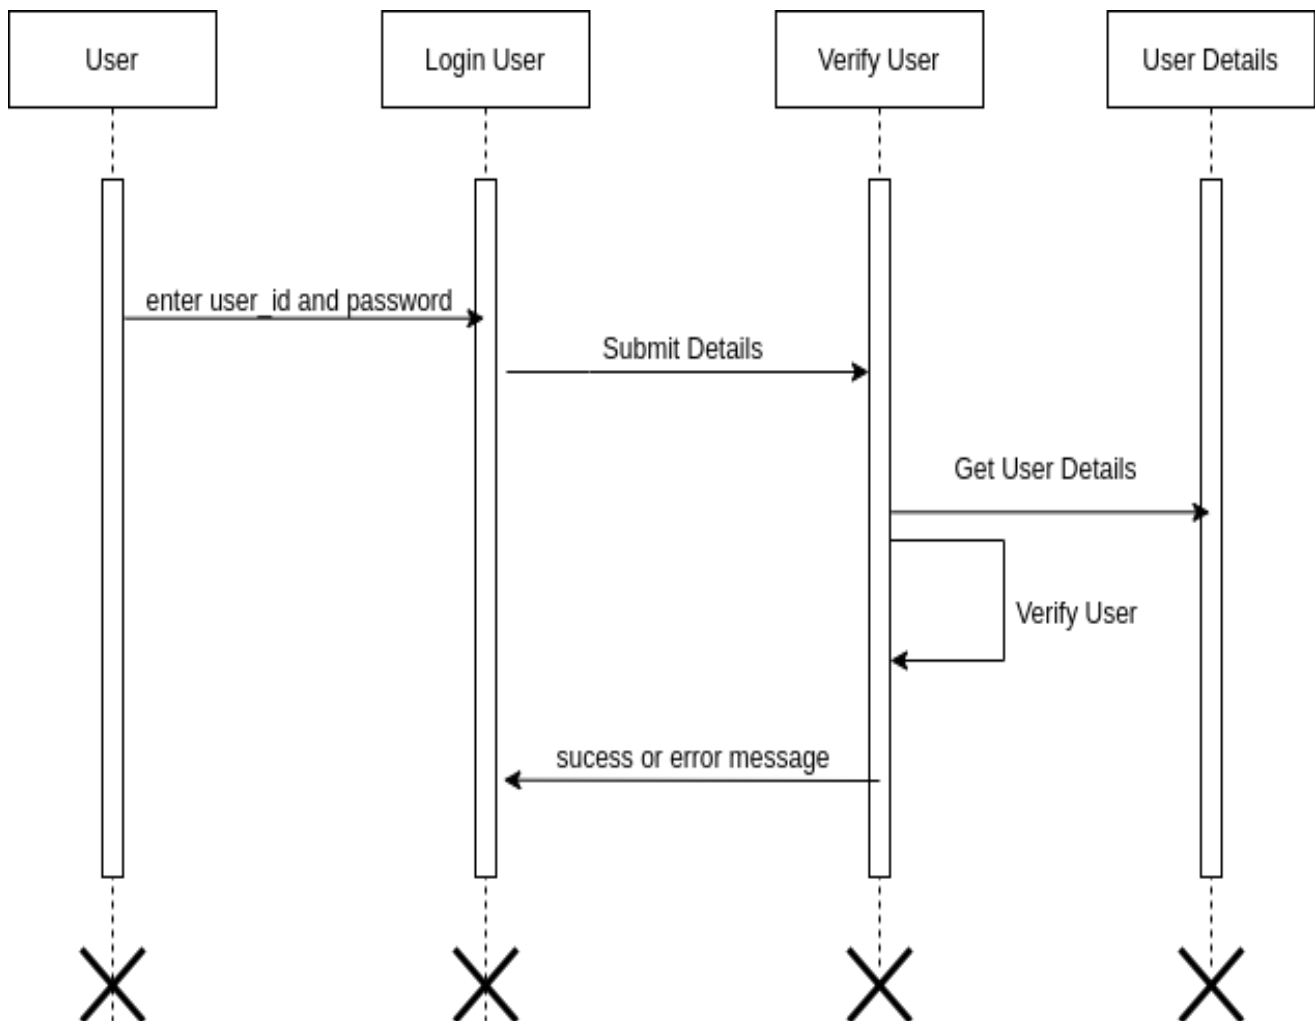 User
Login User
Verify User
User Details
enter user_id and password
Submit Details
Get User Details
Verify User
sucess or error message